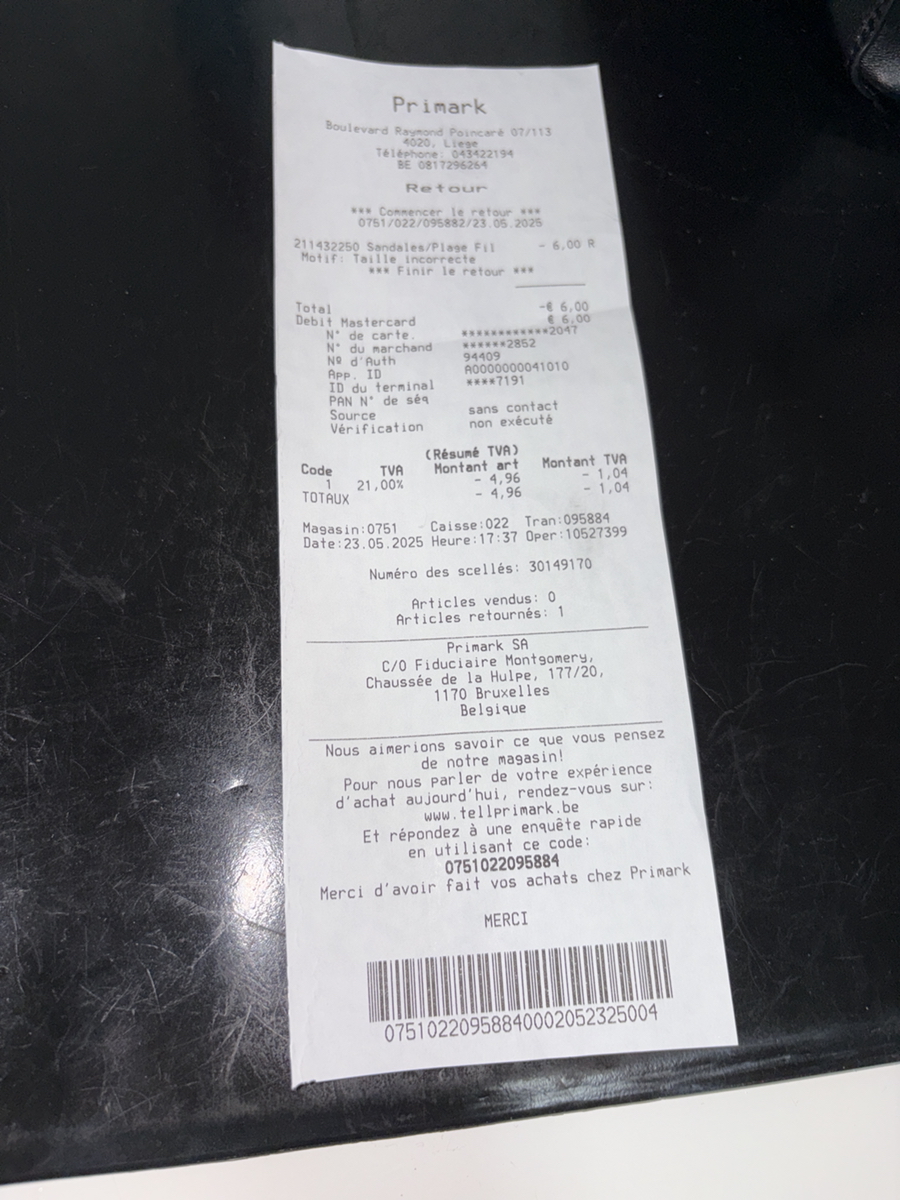 Primark
Boulevard Raymond Poincaré 07/113
4020, Liege
Téléphone: 043422194
BE 0817296264
Retour
*** Commencer le retour ***
0751/022/095882/23.05.2025
211432250 Sandales/Plage Fil - 6,00 R
Motif: Taille incorrecte
*** Finir le retour ***
Total -€ 6,00
Debit Mastercard € 6,00
N° de carte. ************2047
N° du marchand ******2852
Nº d'Auth 94409
App. ID A0000000041010
ID du terminal ****7191
PAN N° de séq
Source sans contact
Vérification non exécuté
(Résumé TVA)
Code TVA Montant art Montant TVA
1 21,00% - 4,96 - 1,04
TOTAUX - 4,96 - 1,04
Magasin:0751 Caisse:022 Tran:095884
Date:23.05.2025 Heure:17:37 Oper:10527399
Numéro des scellés: 30149170
Articles vendus: 0
Articles retournés: 1
Primark SA
C/O Fiduciaire Montgomery,
Chaussée de la Hulpe, 177/20,
1170 Bruxelles
Belgique
Nous aimerions savoir ce que vous pensez
de notre magasin!
Pour nous parler de votre expérience
d'achat aujourd'hui, rendez-vous sur:
www.tellprimark.be
Et répondez à une enquête rapide
en utilisant ce code:
0751022095884
Merci d'avoir fait vos achats chez Primark
MERCI
07510220958840002052325004